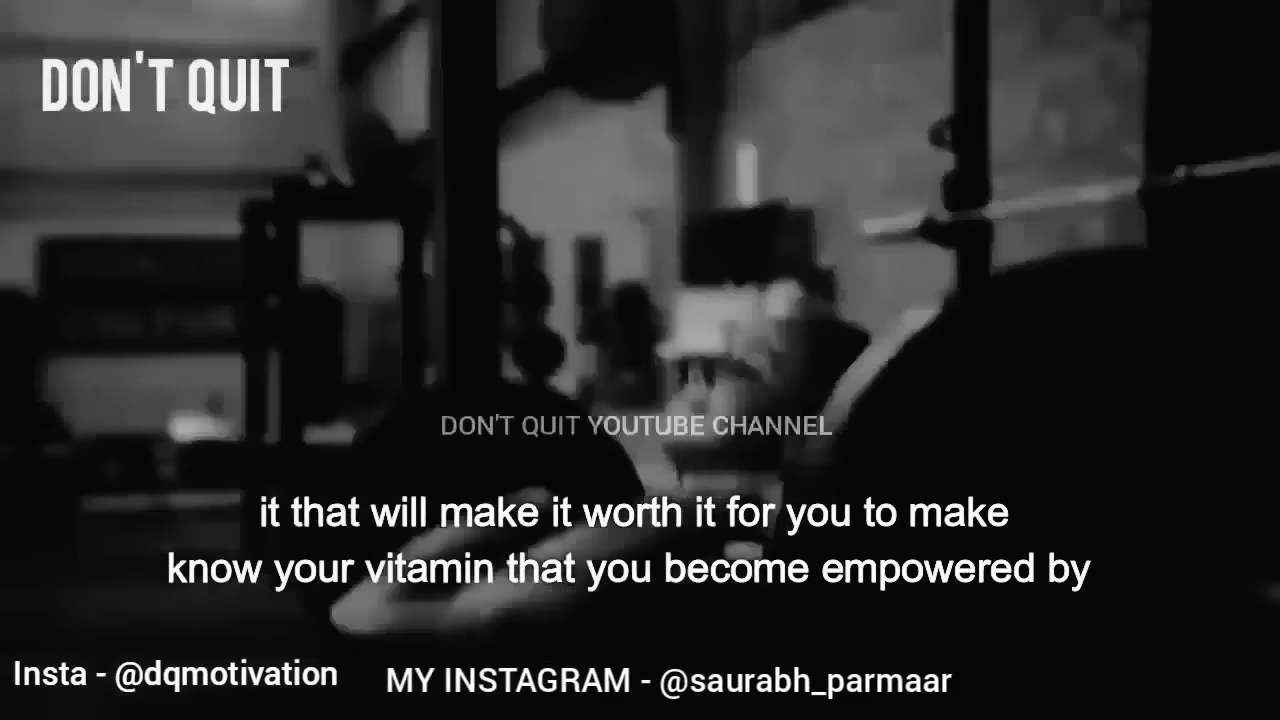 DON'T QUIT
DON'T QUIT YOUTUBE CHANNEL
it that will make it worth it for you to make
know your vitamin that you become empowered by
Insta - @dqmotivation
MY INSTAGRAM - @saurabh_parmaar